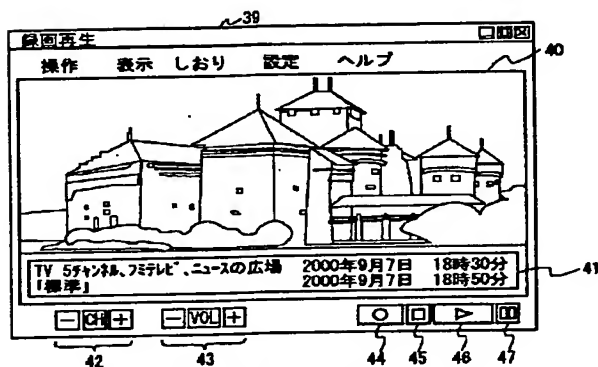 39
録画再生
操作 表示 しおり 設定 ヘルプ
40
TV 5チャンネル、フミテレビ、ニュースの広場 2000年9月7日 18時30分
「標準」 2000年9月7日 18時50分
41
－ CH ＋ － VOL ＋
42 43 44 45 46 47